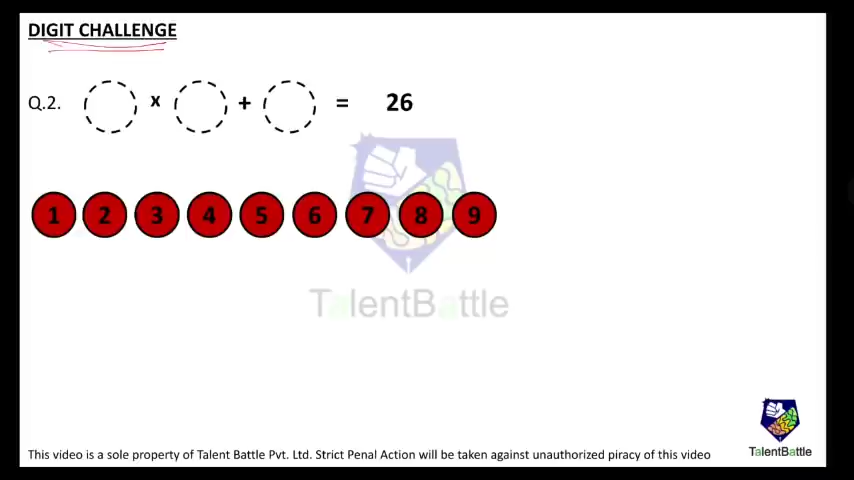 DIGIT CHALLENGE
Q.2. x + = 26
1 2 3 4 5 6 7 8 9
TalentBattle
TalentBattle
This video is a sole property of Talent Battle Pvt. Ltd. Strict Penal Action will be taken against unauthorized piracy of this video